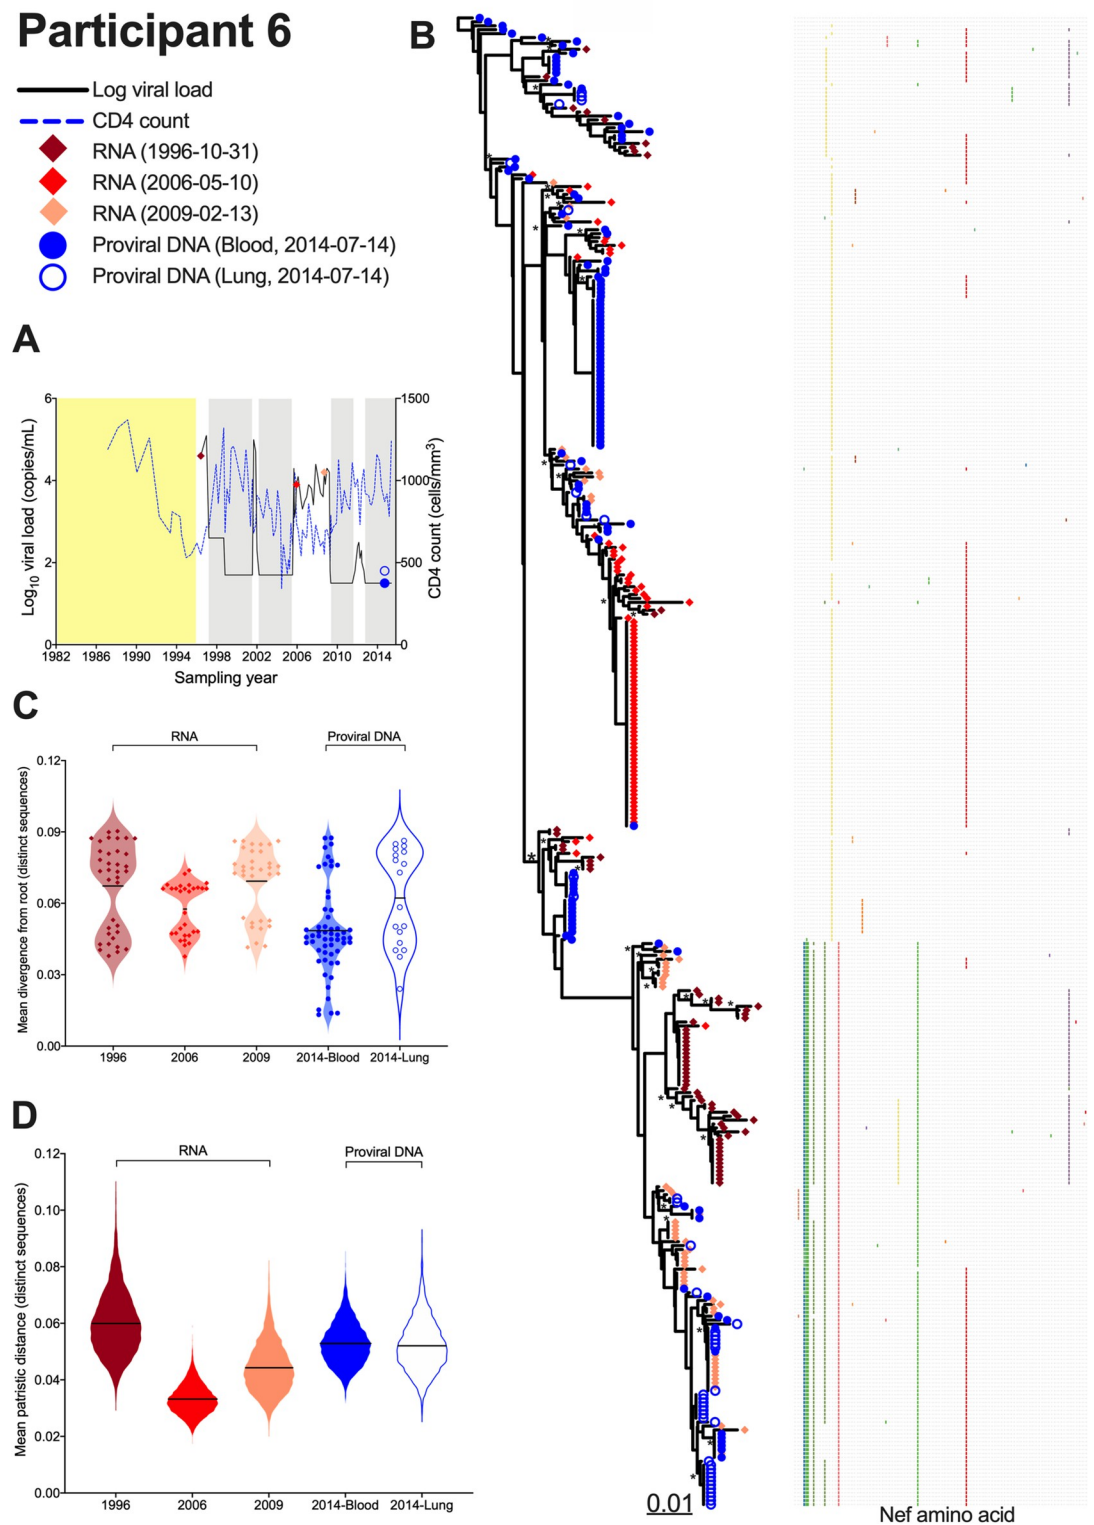 Participant 6
Log viral load
CD4 count
RNA (1996-10-31)
RNA (2006-05-10)
RNA (2009-02-13)
Proviral DNA (Blood, 2014-07-14)
Proviral DNA (Lung, 2014-07-14)
A
Log10 viral load (copies/mL)
6
4
2
0
1500
1000
500
0
CD4 count (cells/mm³)
1982 1986 1990 1994 1998 2002 2006 2010 2014
Sampling year
B
0.01
Nef amino acid
C
RNA
Proviral DNA
Mean divergence from root (distinct sequences)
0.12
0.09
0.06
0.03
0.00
1996 2006 2009 2014-Blood 2014-Lung
D
RNA
Proviral DNA
Mean patristic distance (distinct sequences)
0.12
0.10
0.08
0.06
0.04
0.02
0.00
1996 2006 2009 2014-Blood 2014-Lung